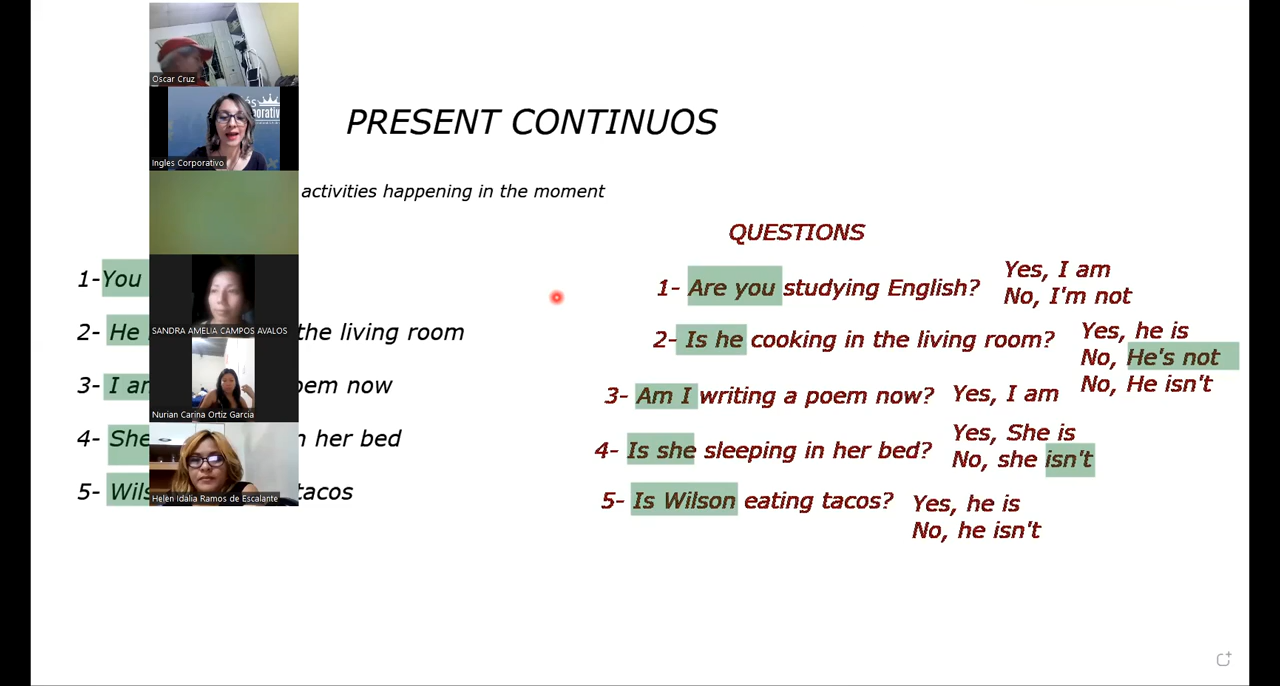 Oscar Cruz
Ingles Corporativo
SANDRA AMELIA CAMPOS AVALOS
Nurian Carina Ortiz Garcia
Helen Idalia Ramos de Escalante
PRESENT CONTINUOS
activities happening in the moment
1-You
2- He the living room
3- I am poem now
4- She in her bed
5- tacos
QUESTIONS
1- Are you studying English?
Yes, I am
No, I'm not
2- Is he cooking in the living room?
Yes, he is
No, He's not
No, He isn't
3- Am I writing a poem now?
Yes, I am
4- Is she sleeping in her bed?
Yes, She is
No, she isn't
5- Is Wilson eating tacos?
Yes, he is
No, he isn't